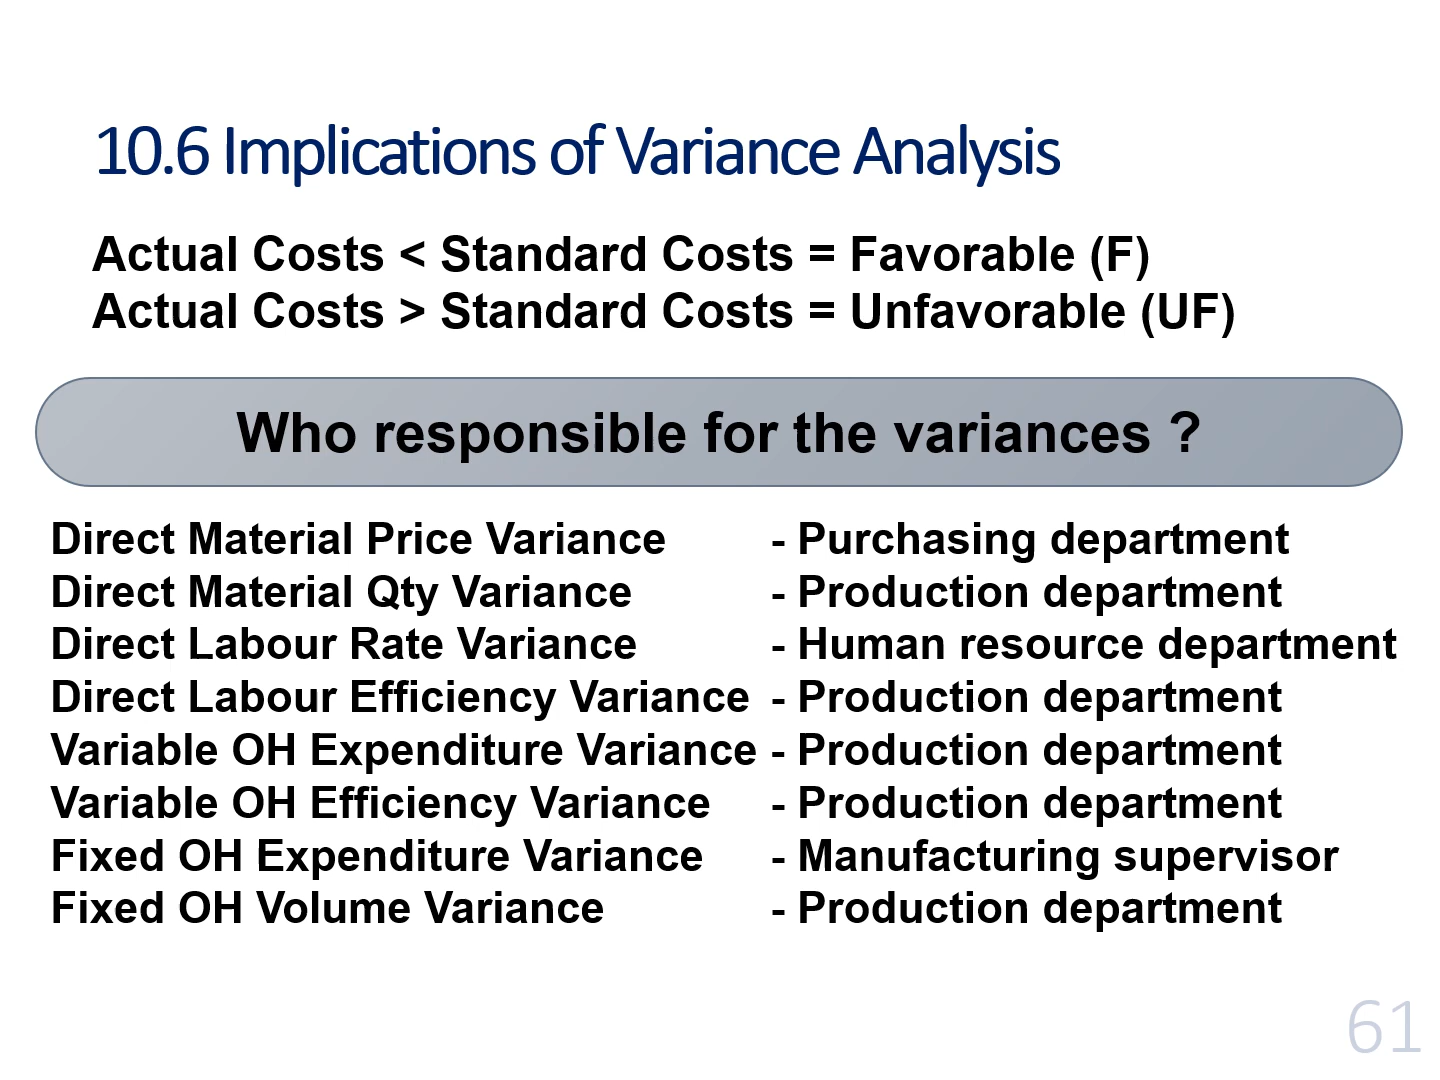 10.6 Implications of Variance Analysis
Actual Costs < Standard Costs = Favorable (F)
Actual Costs > Standard Costs = Unfavorable (UF)
Who responsible for the variances ?
Direct Material Price Variance - Purchasing department
Direct Material Qty Variance - Production department
Direct Labour Rate Variance - Human resource department
Direct Labour Efficiency Variance - Production department
Variable OH Expenditure Variance - Production department
Variable OH Efficiency Variance - Production department
Fixed OH Expenditure Variance - Manufacturing supervisor
Fixed OH Volume Variance - Production department
61